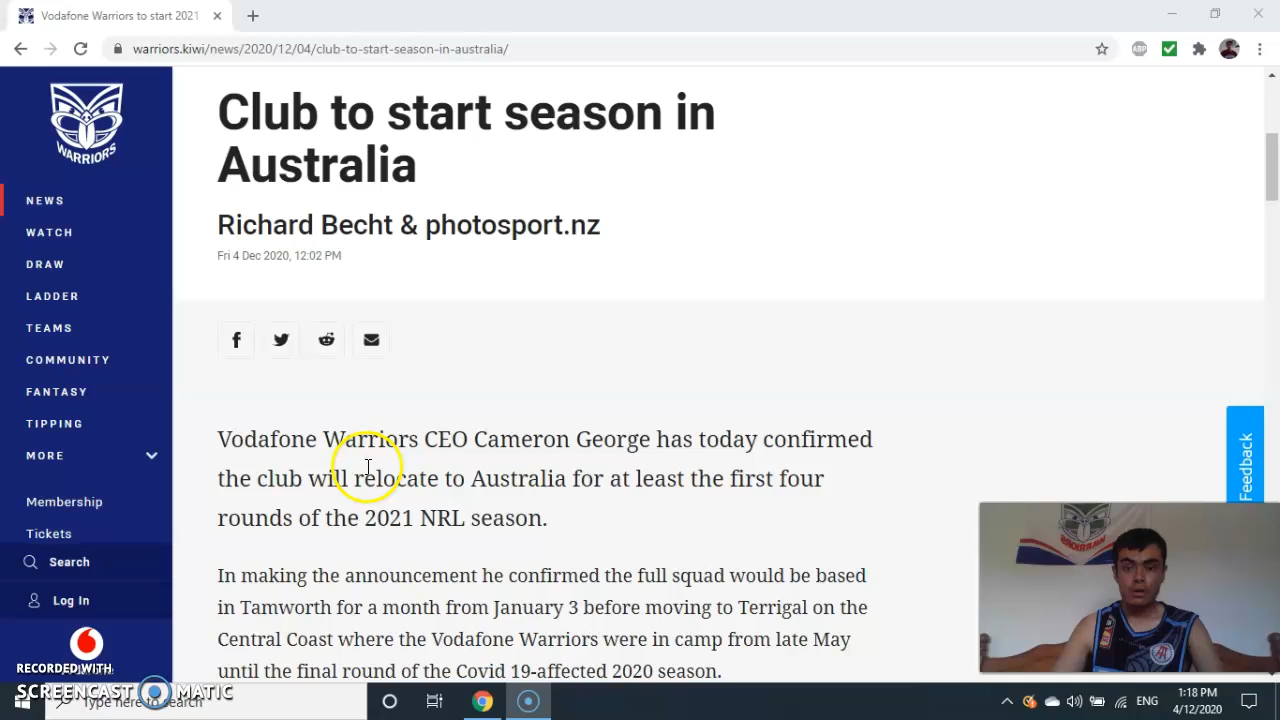 Vodafone Warriors to start 2021
warriors.kiwi/news/2020/12/04/club-to-start-season-in-australia/
ABP
WARRIORS
NEWS
WATCH
DRAW
LADDER
TEAMS
COMMUNITY
FANTASY
TIPPING
MORE
Membership
Tickets
Search
Log In
Club to start season in
Australia
Richard Becht & photosport.nz
Fri 4 Dec 2020, 12:02 PM
Vodafone Warriors CEO Cameron George has today confirmed
the club will relocate to Australia for at least the first four
rounds of the 2021 NRL season.
In making the announcement he confirmed the full squad would be based
in Tamworth for a month from January 3 before moving to Terrigal on the
Central Coast where the Vodafone Warriors were in camp from late May
until the final round of the Covid 19-affected 2020 season.
Feedback
WARRIORS
RECORDED WITH
SCREENCAST MATIC
Type here to search
ENG
1:18 PM
4/12/2020